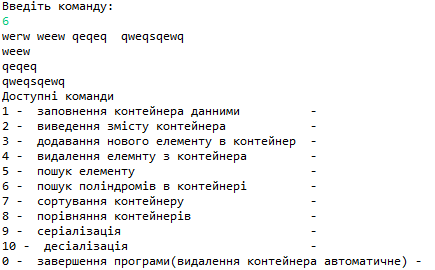 Введіть команду:
6
werw weew qeqeq  qweqsqewq
weew
qeqeq
qweqsqewq
Доступні команди
1 -  заповнення контейнера данними          -
2 -  виведення змісту контейнера            -
3 -  додавання нового елементу в контейнер  -
4 -  видалення елемнту з контейнера         -
5 -  пошук елементу                         -
6 -  пошук поліндромів в контейнері         -
7 -  сортування контейнеру                  -
8 -  порівняння контейнерів                 -
9 -  серіалізація                           -
10 -  десіалізація                          -
0 -  завершення програми(видалення контейнера автоматичне) -